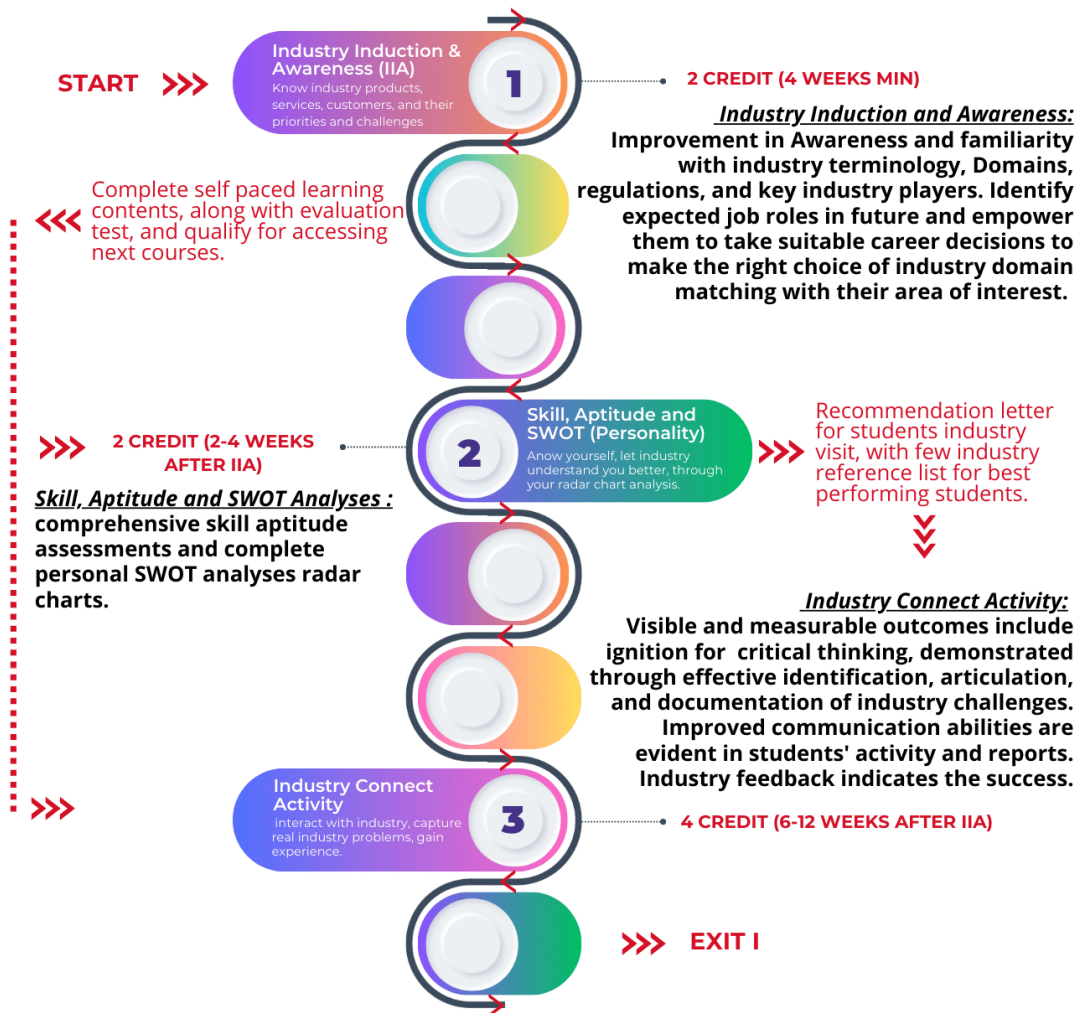 START
Industry Induction &
Awareness (IIA)
Know industry products,
services, customers, and their
priorities and challenges
1
2 CREDIT (4 WEEKS MIN)
Industry Induction and Awareness:
Improvement in Awareness and familiarity
with industry terminology, Domains,
regulations, and key industry players. Identify
expected job roles in future and empower
them to take suitable career decisions to
make the right choice of industry domain
matching with their area of interest.
Complete self paced learning
contents, along with evaluation
test, and qualify for accessing
next courses.
2 CREDIT (2-4 WEEKS
AFTER IIA)
Skill, Aptitude and SWOT Analyses :
comprehensive skill aptitude
assessments and complete
personal SWOT analyses radar
charts.
2
Skill, Aptitude and
SWOT (Personality)
Anow yourself, let industry
understand you better, through
your radar chart analysis.
Recommendation letter
for students industry
visit, with few industry
reference list for best
performing students.
Industry Connect Activity:
Visible and measurable outcomes include
ignition for critical thinking, demonstrated
through effective identification, articulation,
and documentation of industry challenges.
Improved communication abilities are
evident in students' activity and reports.
Industry feedback indicates the success.
Industry Connect
Activity
interact with industry, capture
real industry problems, gain
experience.
3
4 CREDIT (6-12 WEEKS AFTER IIA)
EXIT I